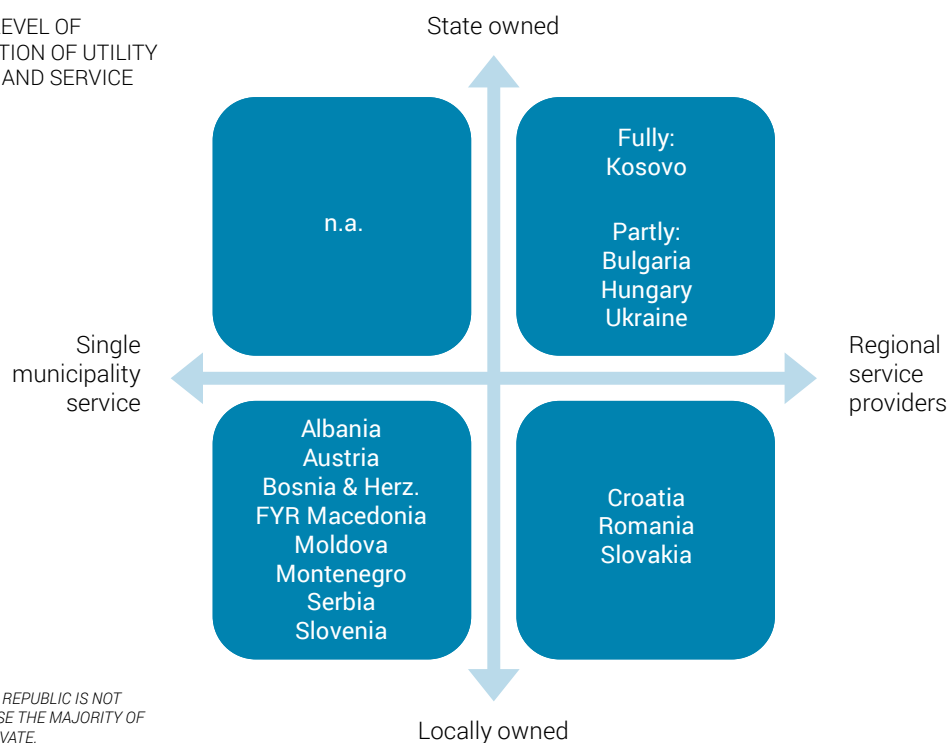 EVEL OF
TION OF UTILITY
AND SERVICE
State owned
n.a.
Fully:
Kosovo
Partly:
Bulgaria
Hungary
Ukraine
Single
municipality
service
Regional
service
providers
Albania
Austria
Bosnia & Herz.
FYR Macedonia
Moldova
Montenegro
Serbia
Slovenia
Croatia
Romania
Slovakia
REPUBLIC IS NOT
SE THE MAJORITY OF
VATE.
Locally owned